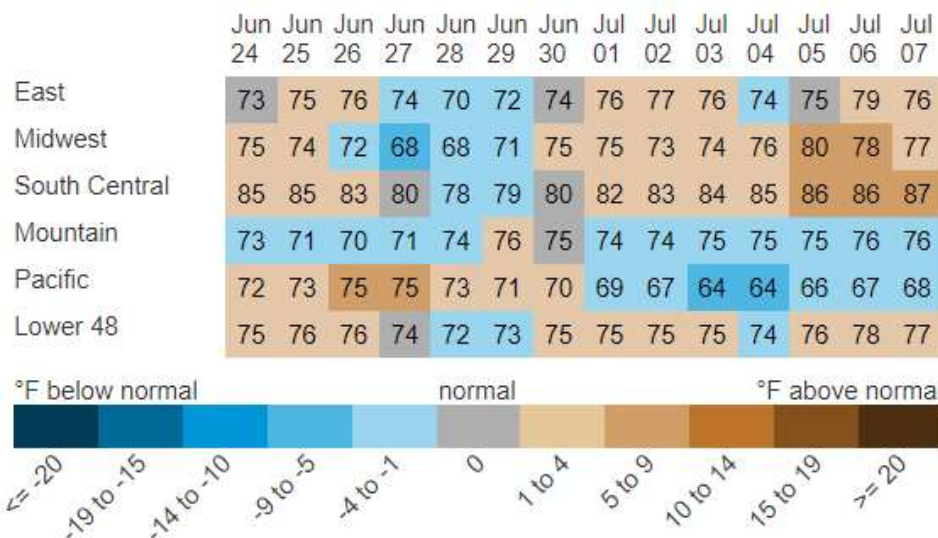 Jun Jun Jun Jun Jun Jun Jun Jul Jul Jul Jul Jul Jul Jul
24 25 26 27 28 29 30 01 02 03 04 05 06 07
East 73 75 76 74 70 72 74 76 77 76 74 75 79 76
Midwest 75 74 72 68 68 71 75 75 73 74 76 80 78 77
South Central 85 85 83 80 78 79 80 82 83 84 85 86 86 87
Mountain 73 71 70 71 74 76 75 74 74 75 75 75 76 76
Pacific 72 73 75 75 73 71 70 69 67 64 64 66 67 68
Lower 48 75 76 76 74 72 73 75 75 75 75 74 76 78 77
°F below normal normal °F above norma
<= -20 -19 to -15 -14 to -10 -9 to -5 -4 to -1 0 1 to 4 5 to 9 10 to 14 15 to 19 >= 20